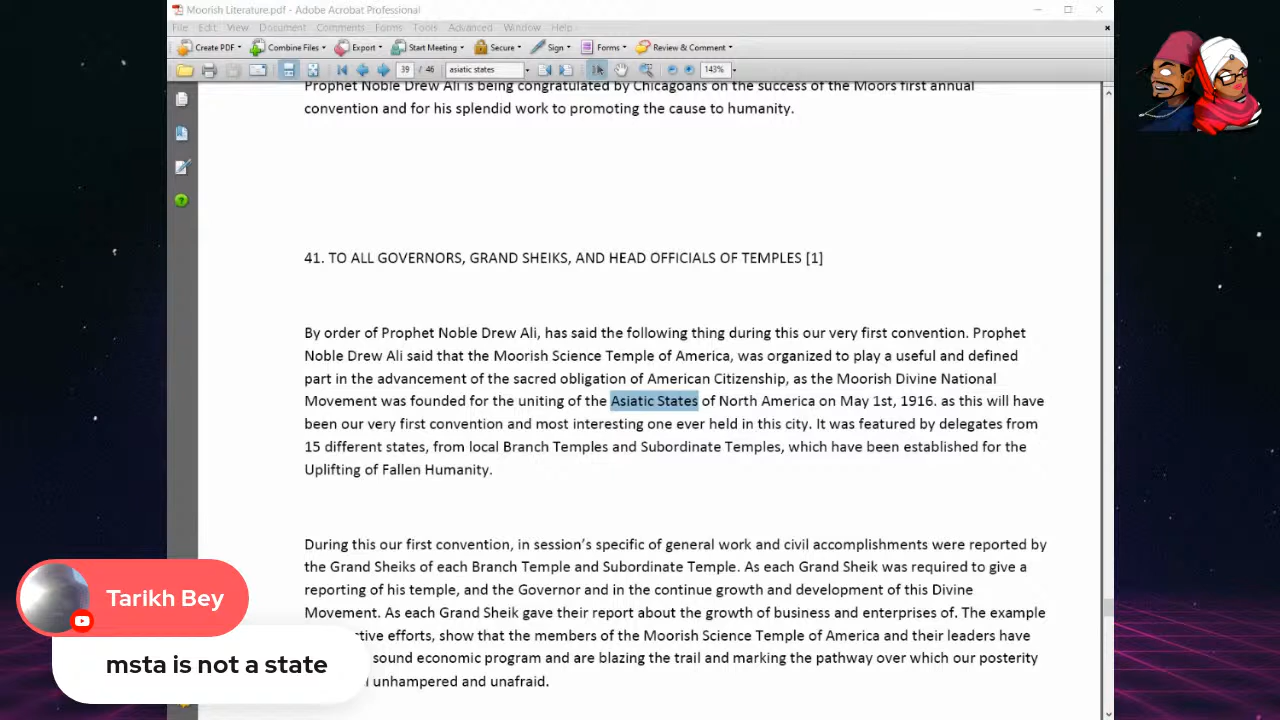 Moorish Literature.pdf - Adobe Acrobat Professional
File Edit View Document Comments Forms Tools Advanced Window Help
Create PDF Combine Files Export Start Meeting Secure Sign Forms Review & Comment
39 / 46 asiatic states 143%
Prophet Noble Drew Ali is being congratulated by Chicagoans on the success of the Moors first annual
convention and for his splendid work to promoting the cause to humanity.
41. TO ALL GOVERNORS, GRAND SHEIKS, AND HEAD OFFICIALS OF TEMPLES [1]
By order of Prophet Noble Drew Ali, has said the following thing during this our very first convention. Prophet
Noble Drew Ali said that the Moorish Science Temple of America, was organized to play a useful and defined
part in the advancement of the sacred obligation of American Citizenship, as the Moorish Divine National
Movement was founded for the uniting of the Asiatic States of North America on May 1st, 1916. as this will have
been our very first convention and most interesting one ever held in this city. It was featured by delegates from
15 different states, from local Branch Temples and Subordinate Temples, which have been established for the
Uplifting of Fallen Humanity.
During this our first convention, in session's specific of general work and civil accomplishments were reported by
the Grand Sheiks of each Branch Temple and Subordinate Temple. As each Grand Sheik was required to give a
reporting of his temple, and the Governor and in the continue growth and development of this Divine
Movement. As each Grand Sheik gave their report about the growth of business and enterprises of. The example
efforts, show that the members of the Moorish Science Temple of America and their leaders have
sound economic program and are blazing the trail and marking the pathway over which our posterity
unhampered and unafraid.
Tarikh Bey
msta is not a state